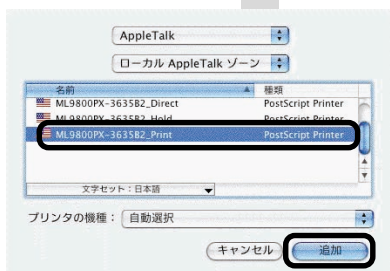 AppleTalk
ローカル AppleTalk ゾーン
名前 種類
ML9800PX-3635B2_Direct PostScript Printer
ML9800PX-3635B2_Hold PostScript Printer
ML9800PX-3635B2_Print PostScript Printer
文字セット：日本語
プリンタの機種： 自動選択
キャンセル 追加